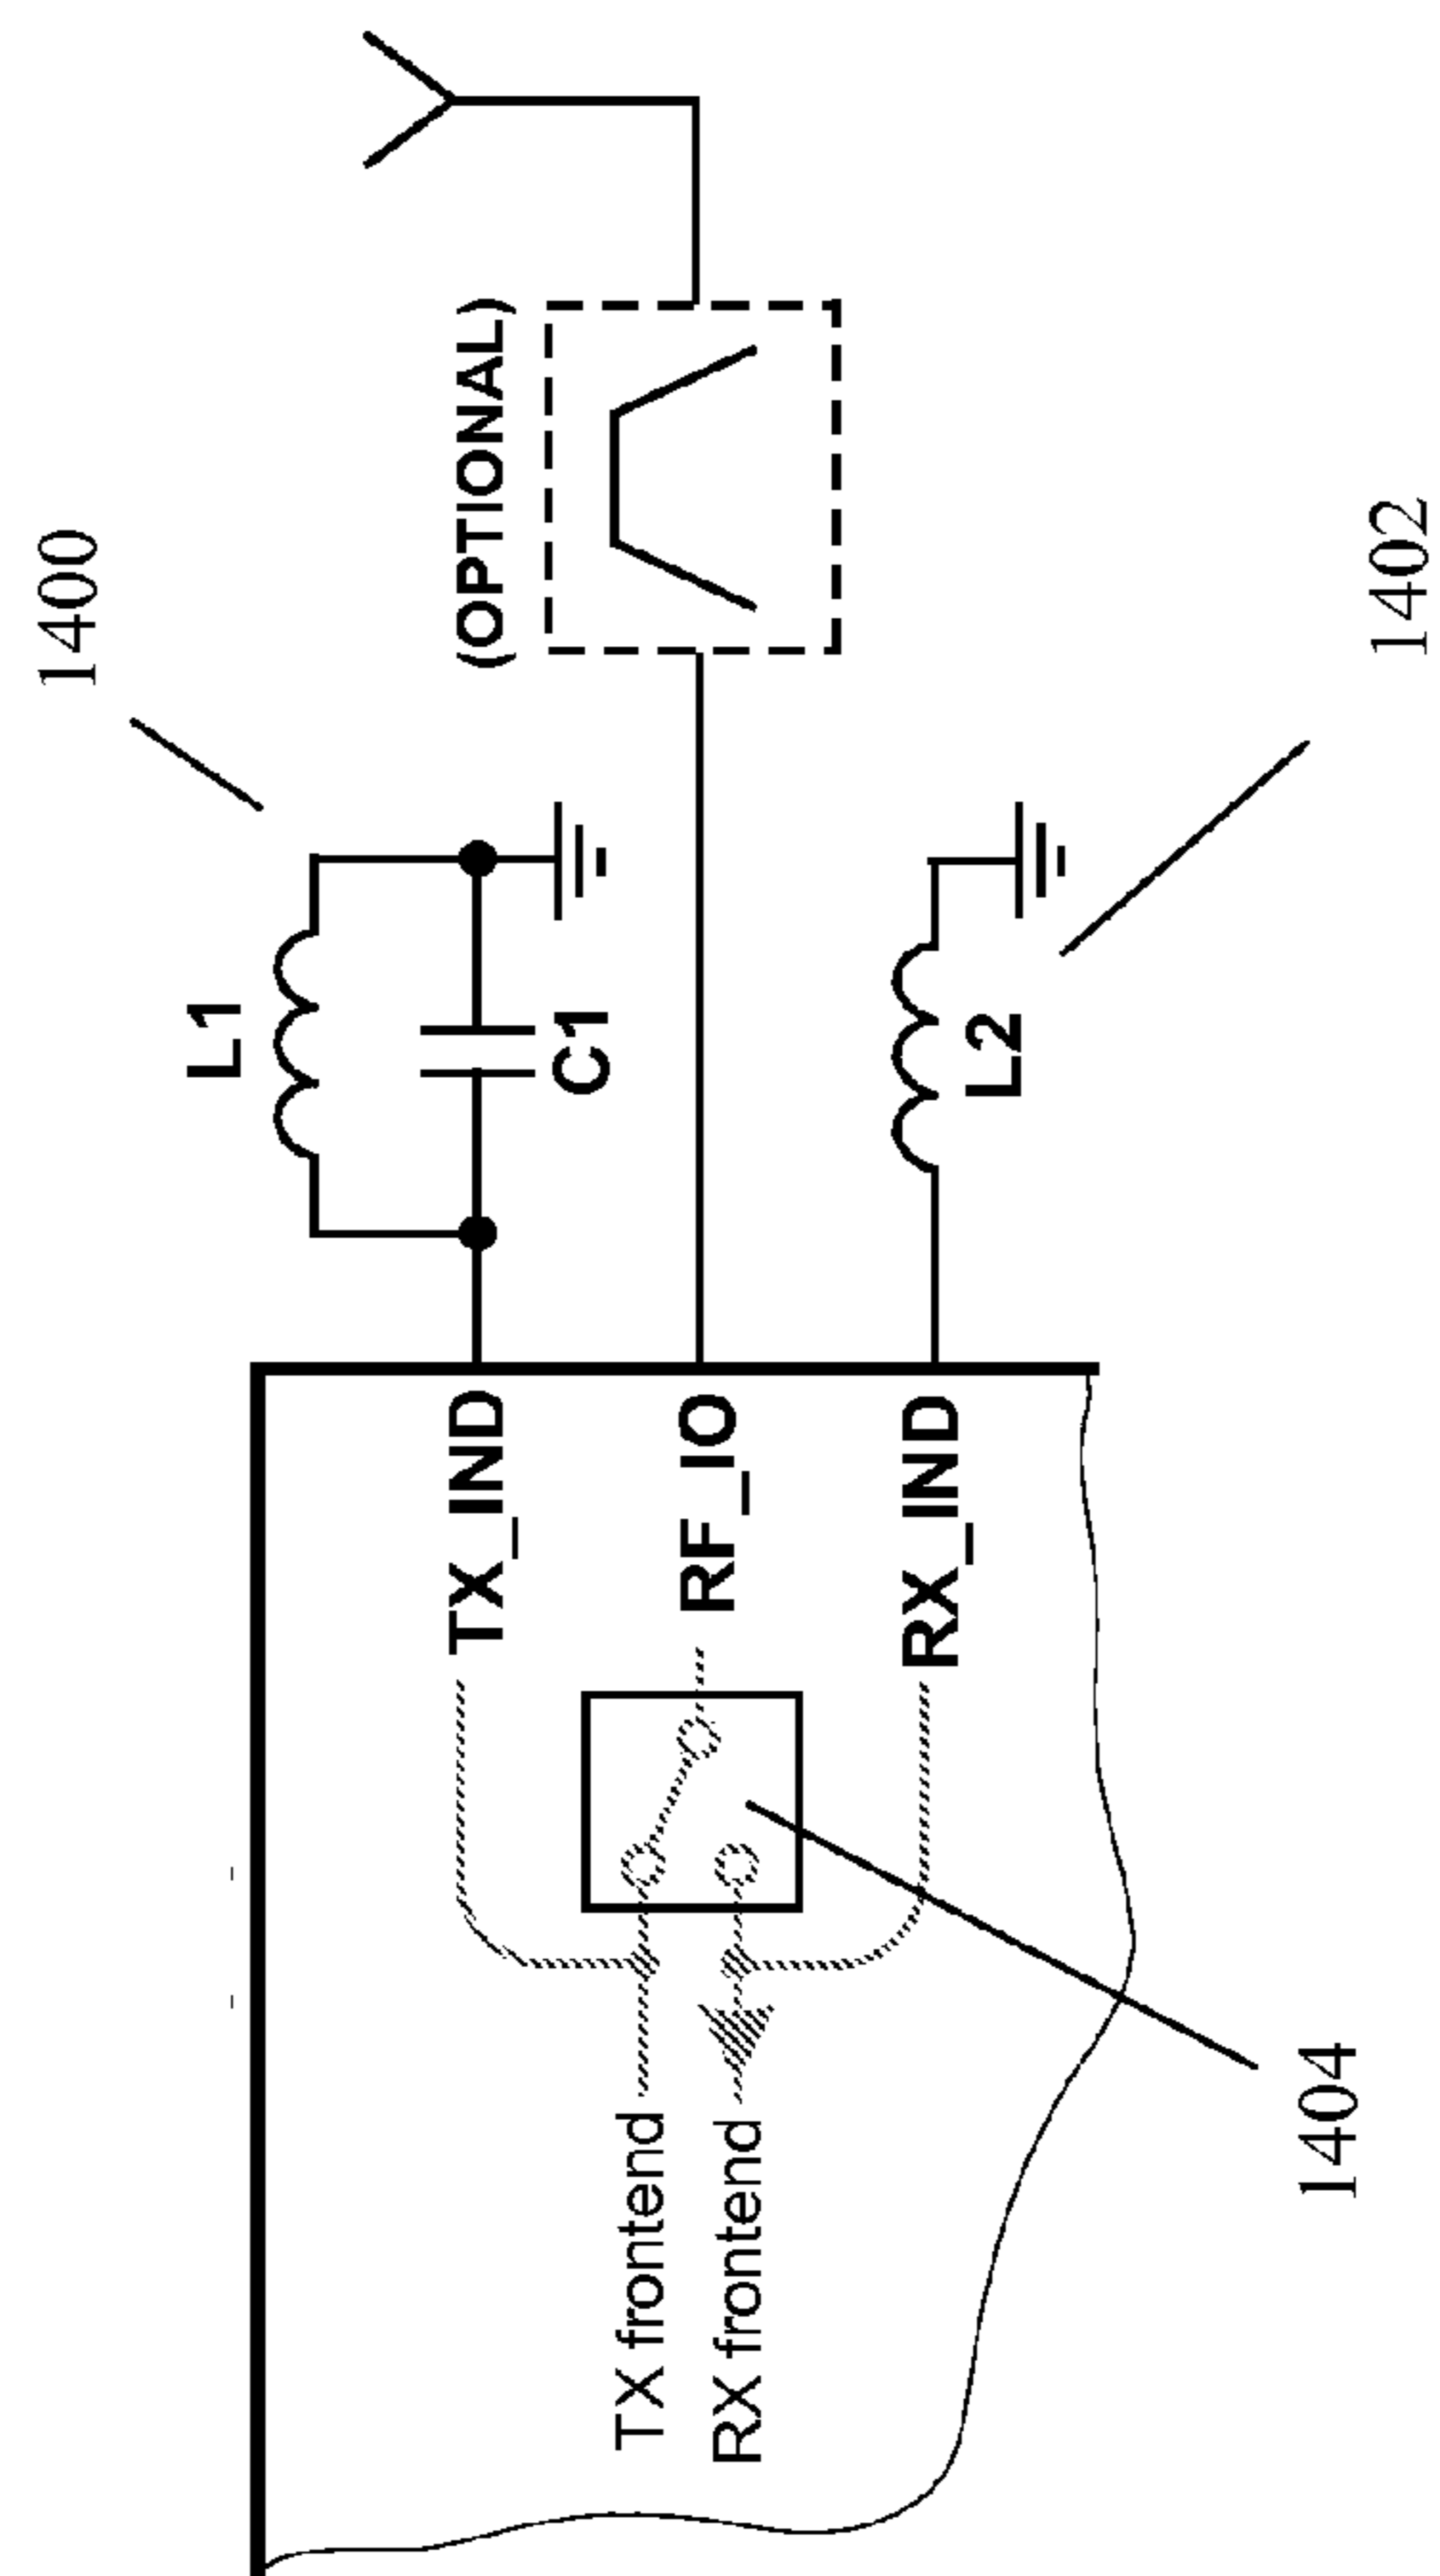 1400
L1
C1
(OPTIONAL)
TX_IND
RF_IO
RX_IND
L2
1402
TX frontend
RX frontend
1404